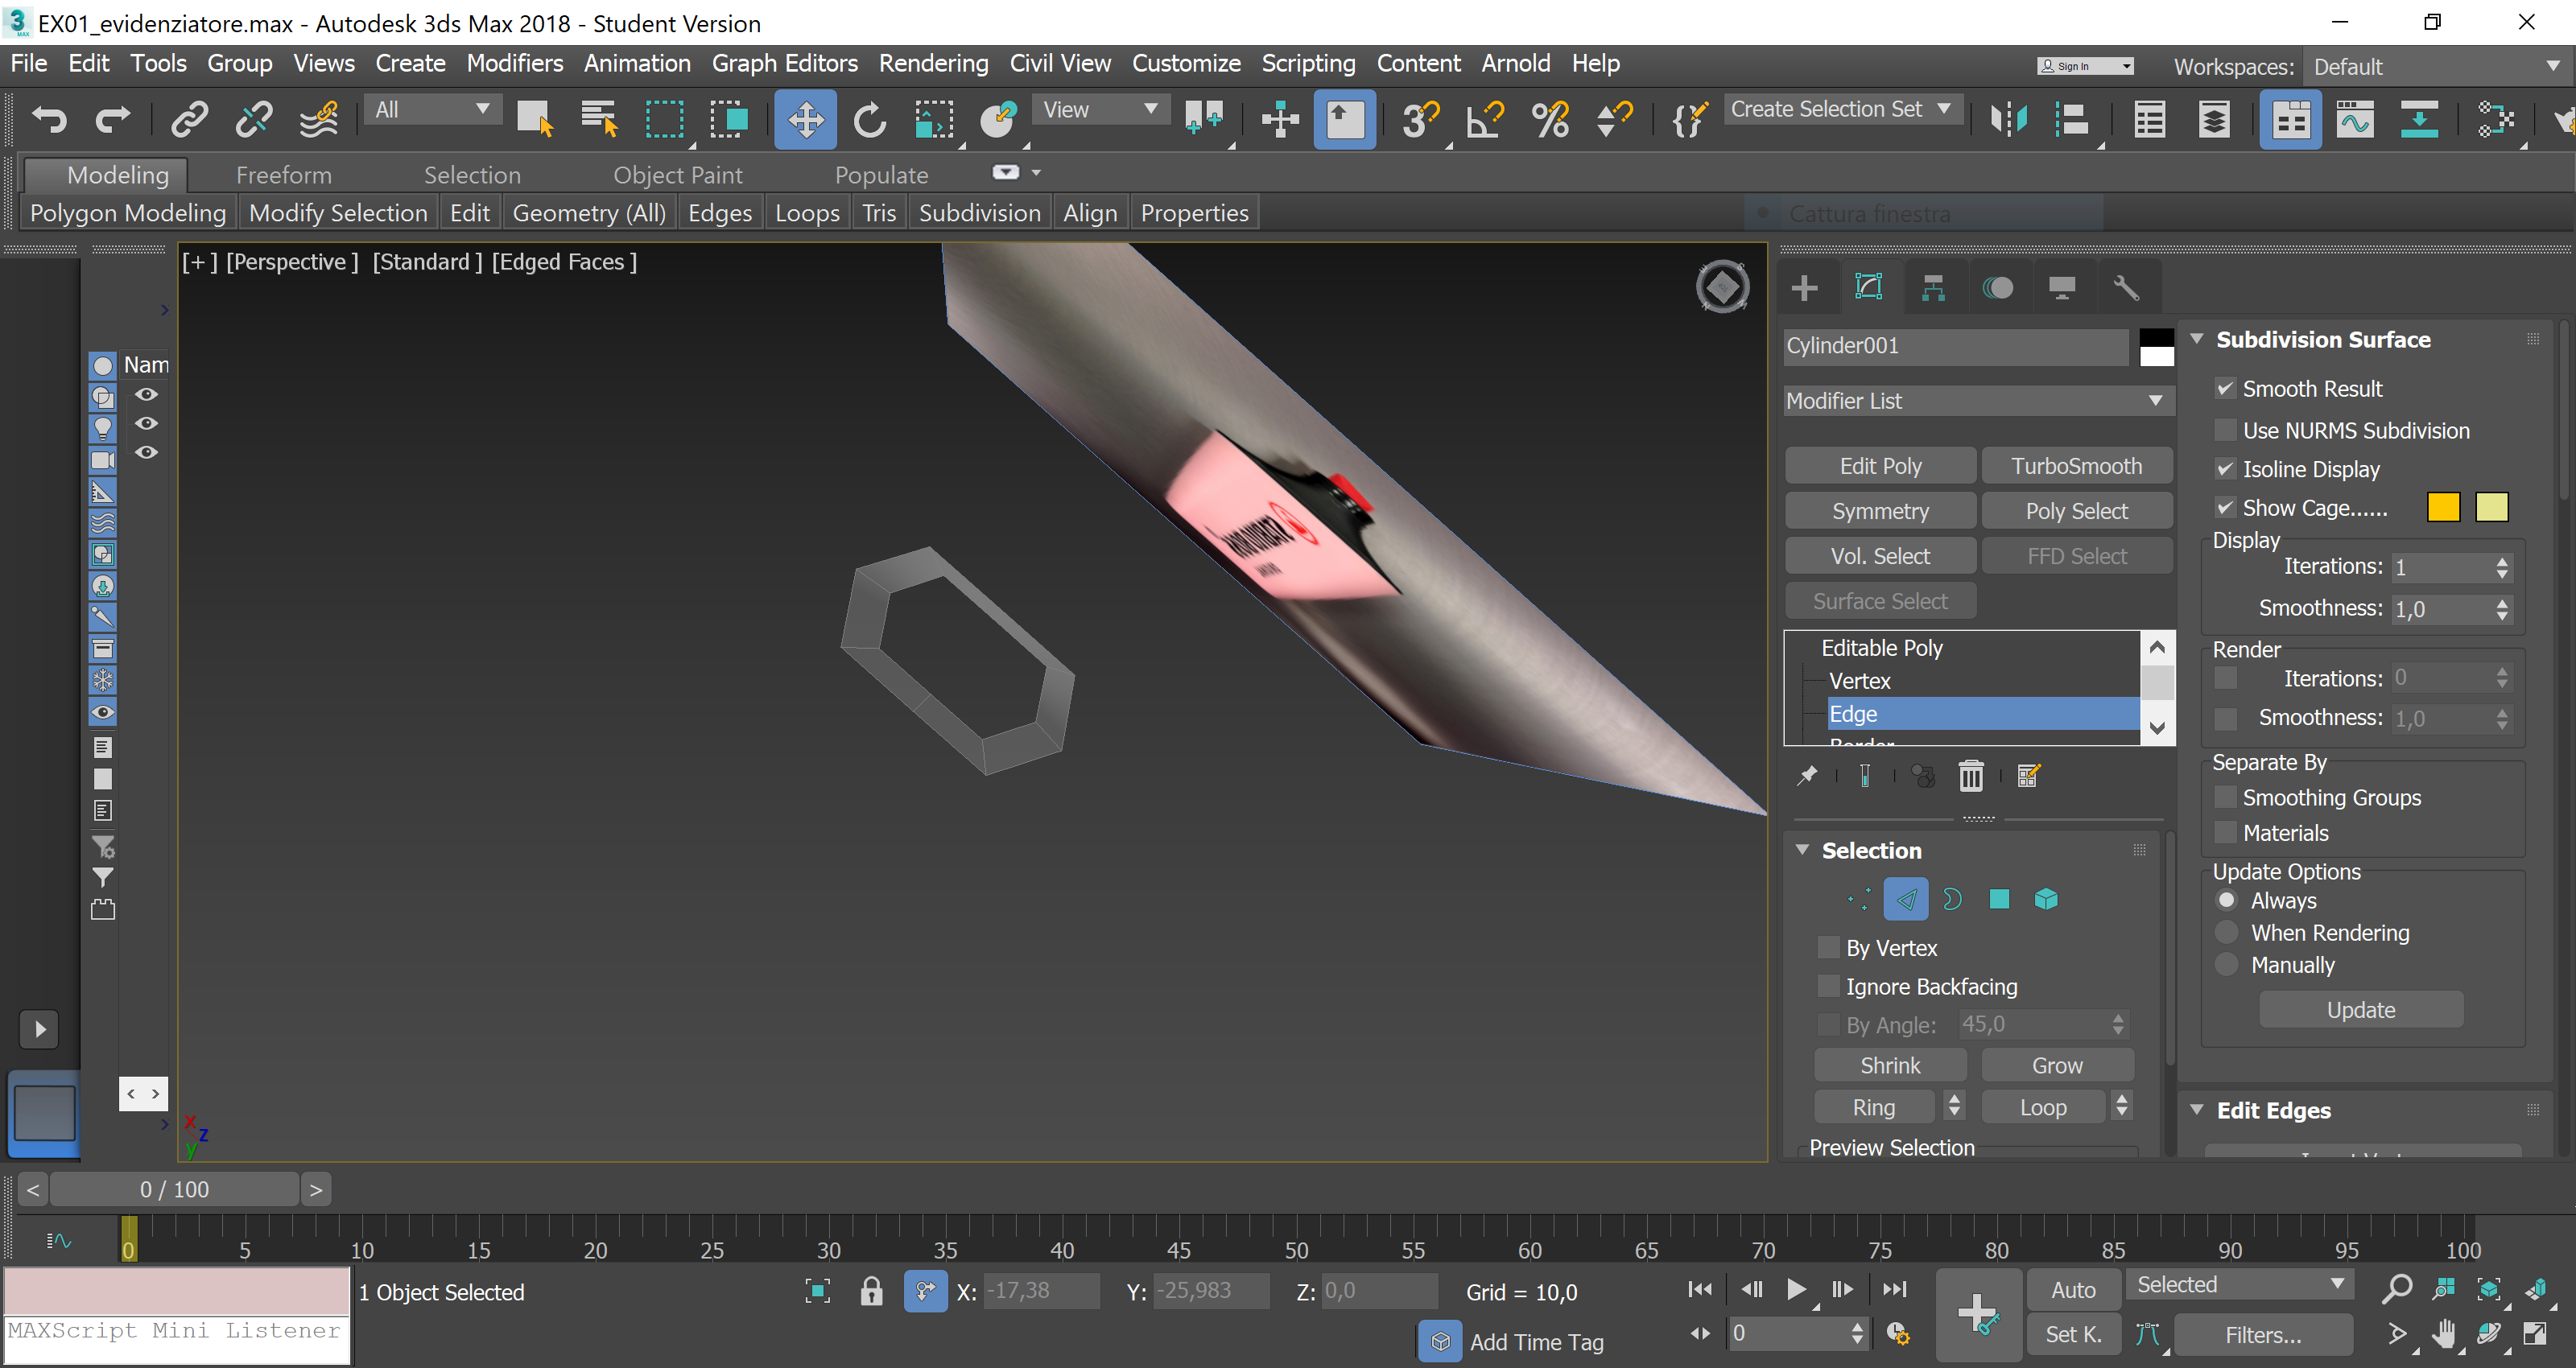 EX01_evidenziatore.max - Autodesk 3ds Max 2018 - Student Version
File Edit Tools Group Views Create Modifiers Animation Graph Editors Rendering Civil View Customize Scripting Content Arnold Help
Sign In
Workspaces: Default
All
View
Create Selection Set
Modeling Freeform Selection Object Paint Populate
Polygon Modeling Modify Selection Edit Geometry (All) Edges Loops Tris Subdivision Align Properties
Cattura finestra
[+] [Perspective] [Standard] [Edged Faces]
Nam
Cylinder001
Modifier List
Edit Poly TurboSmooth
Symmetry Poly Select
Vol. Select FFD Select
Surface Select
Editable Poly
Vertex
Edge
Border
Selection
By Vertex
Ignore Backfacing
By Angle: 45,0
Shrink Grow
Ring Loop
Preview Selection
Subdivision Surface
Smooth Result
Use NURMS Subdivision
Isoline Display
Show Cage......
Display
Iterations: 1
Smoothness: 1,0
Render
Iterations: 0
Smoothness: 1,0
Separate By
Smoothing Groups
Materials
Update Options
Always
When Rendering
Manually
Update
Edit Edges
x
z
y
< 0 / 100 >
0 5 10 15 20 25 30 35 40 45 50 55 60 65 70 75 80 85 90 95 100
1 Object Selected
X: -17,38 Y: -25,983 Z: 0,0 Grid = 10,0
Auto Selected
MAXScript Mini Listener
Add Time Tag
0
Set K. Filters...